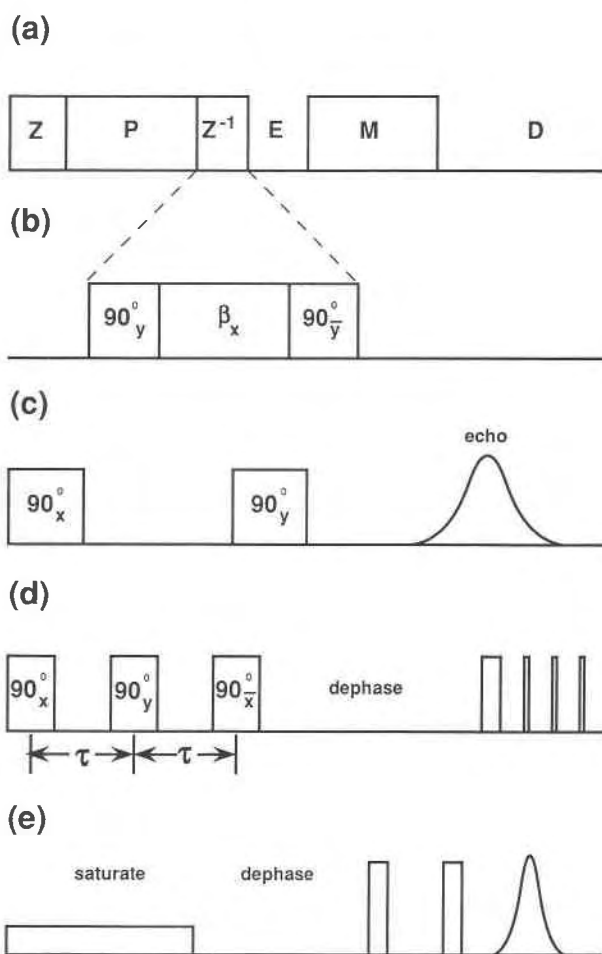 (a)
Z P Z⁻¹ E M D
(b)
90°y βx 90°ȳ
(c)
echo
90°x 90°y
(d)
dephase
90°x 90°y 90°x̄
τ τ
(e)
saturate dephase